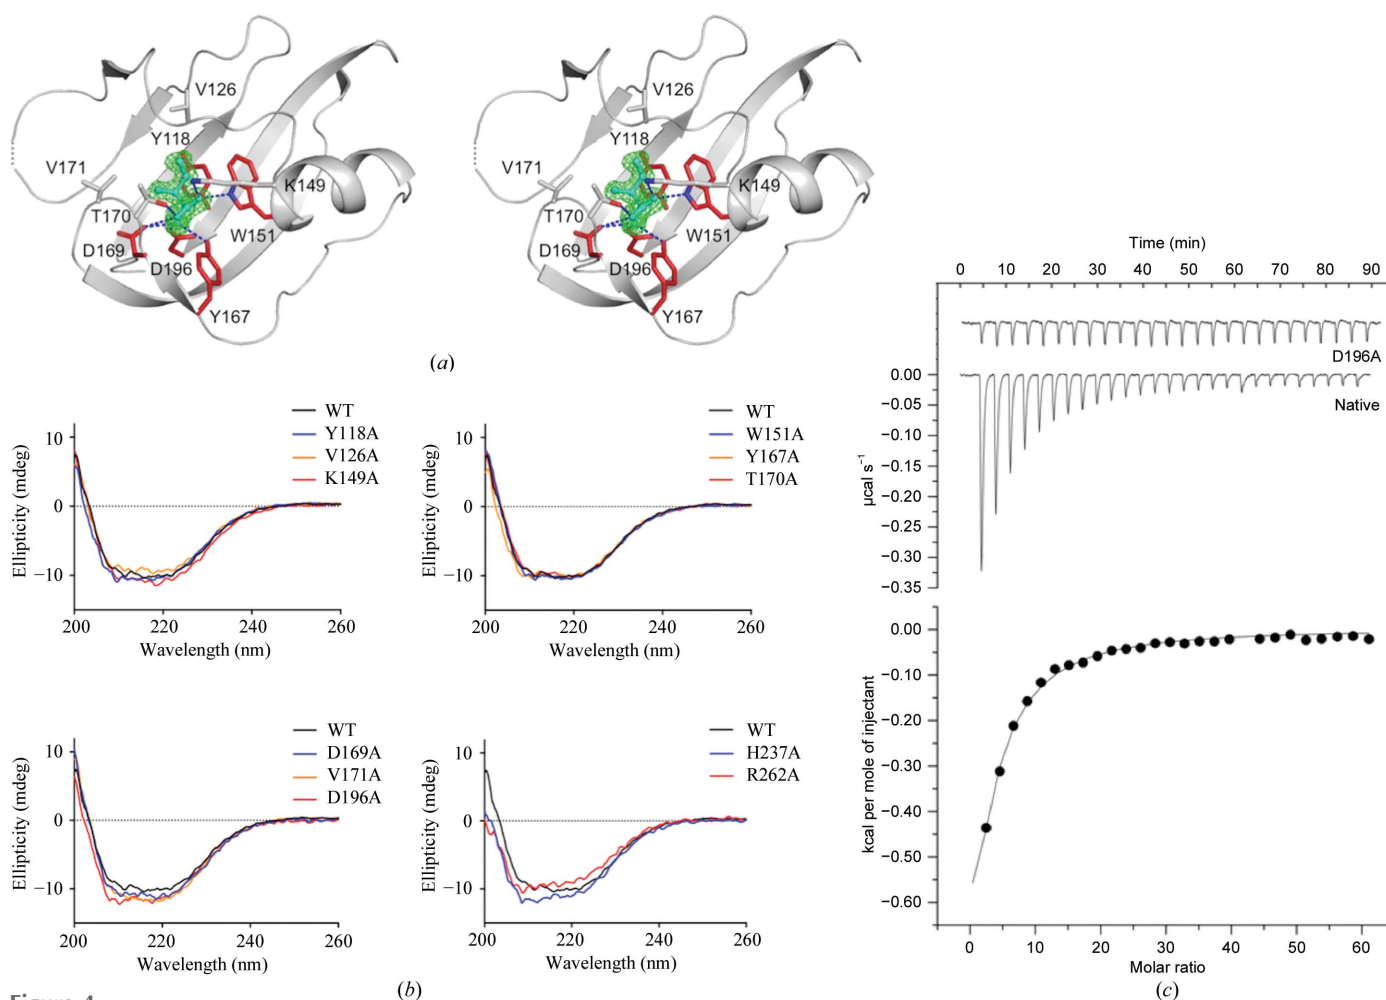 V126
Y118
V171
K149
T170
W151
D169
D196
Y167
V126
Y118
V171
K149
T170
W151
D169
D196
Y167
(a)
WT
Y118A
V126A
K149A
10
0
−10
Ellipticity (mdeg)
200 220 240 260
Wavelength (nm)
WT
W151A
Y167A
T170A
10
0
−10
Ellipticity (mdeg)
200 220 240 260
Wavelength (nm)
WT
D169A
V171A
D196A
10
0
−10
Ellipticity (mdeg)
200 220 240 260
Wavelength (nm)
WT
H237A
R262A
10
0
−10
Ellipticity (mdeg)
200 220 240 260
Wavelength (nm)
(b)
Time (min)
0 10 20 30 40 50 60 70 80 90
D196A
Native
0.00
−0.05
−0.10
−0.15
−0.20
−0.25
−0.30
−0.35
µcal s⁻¹
0.00
−0.10
−0.20
−0.30
−0.40
−0.50
−0.60
kcal per mole of injectant
0 10 20 30 40 50 60
Molar ratio
(c)
Figure 4